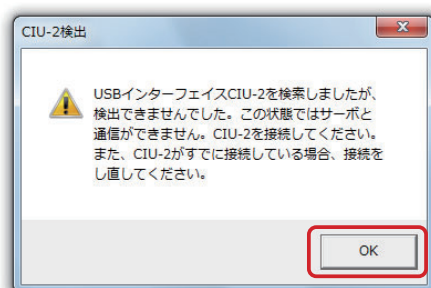 CIU-2検出
USBインターフェイスCIU-2を検索しましたが、
検出できませんでした。この状態ではサーボと
通信ができません。CIU-2を接続してください。
また、CIU-2がすでに接続している場合、接続を
し直してください。
OK